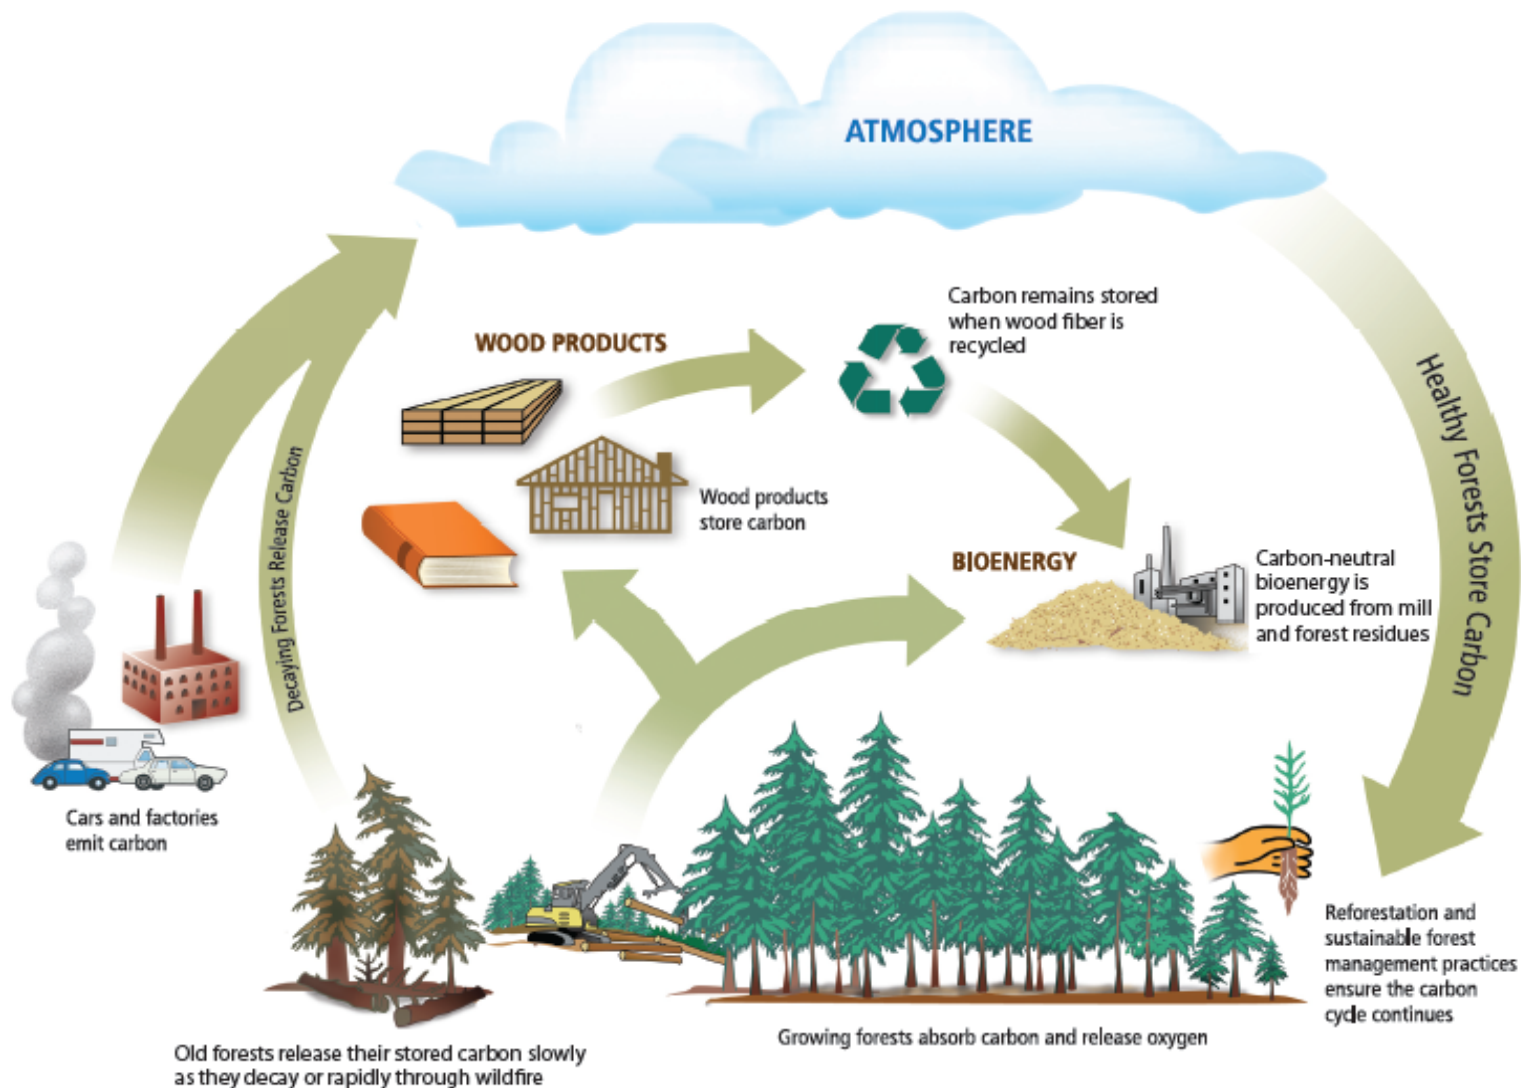 ATMOSPHERE
Carbon remains stored
when wood fiber is
recycled
WOOD PRODUCTS
Wood products
store carbon
BIOENERGY
Carbon-neutral
bioenergy is
produced from mill
and forest residues
Healthy Forests Store Carbon
Decaying Forests Release Carbon
Cars and factories
emit carbon
Old forests release their stored carbon slowly
as they decay or rapidly through wildfire
Growing forests absorb carbon and release oxygen
Reforestation and
sustainable forest
management practices
ensure the carbon
cycle continues